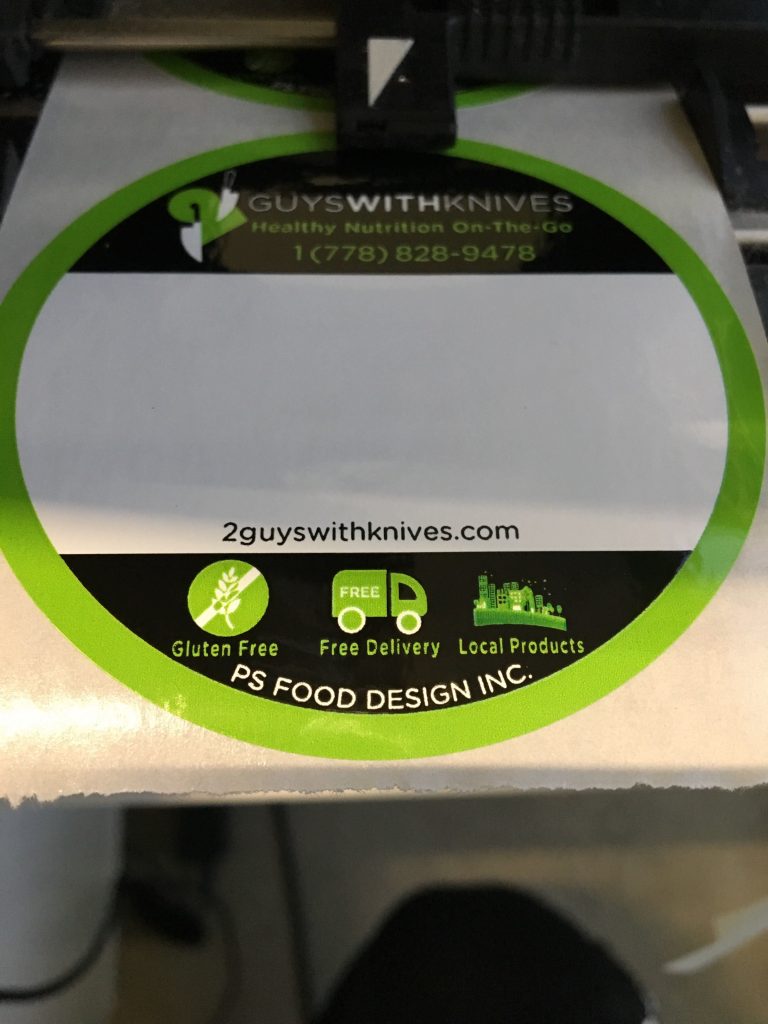 2GUYSWITHKNIVES
Healthy Nutrition On-The-Go
1 (778) 828-9478
2guyswithknives.com
FREE
Gluten Free Free Delivery Local Products
PS FOOD DESIGN INC.